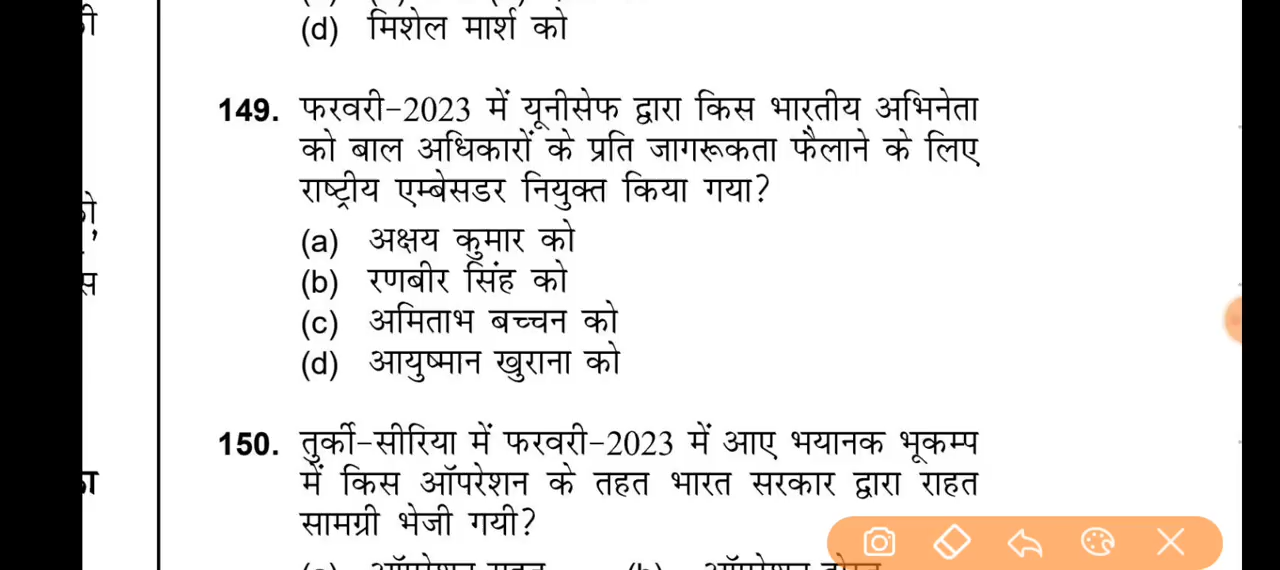 की
(d) मिशेल मार्श को
149. फरवरी-2023 में यूनीसेफ द्वारा किस भारतीय अभिनेता
को बाल अधिकारों के प्रति जागरूकता फैलाने के लिए
राष्ट्रीय एम्बेसडर नियुक्त किया गया?
(a) अक्षय कुमार को
(b) रणबीर सिंह को
(c) अमिताभ बच्चन को
(d) आयुष्मान खुराना को
150. तुर्की-सीरिया में फरवरी-2023 में आए भयानक भूकम्प
में किस ऑपरेशन के तहत भारत सरकार द्वारा राहत
सामग्री भेजी गयी?